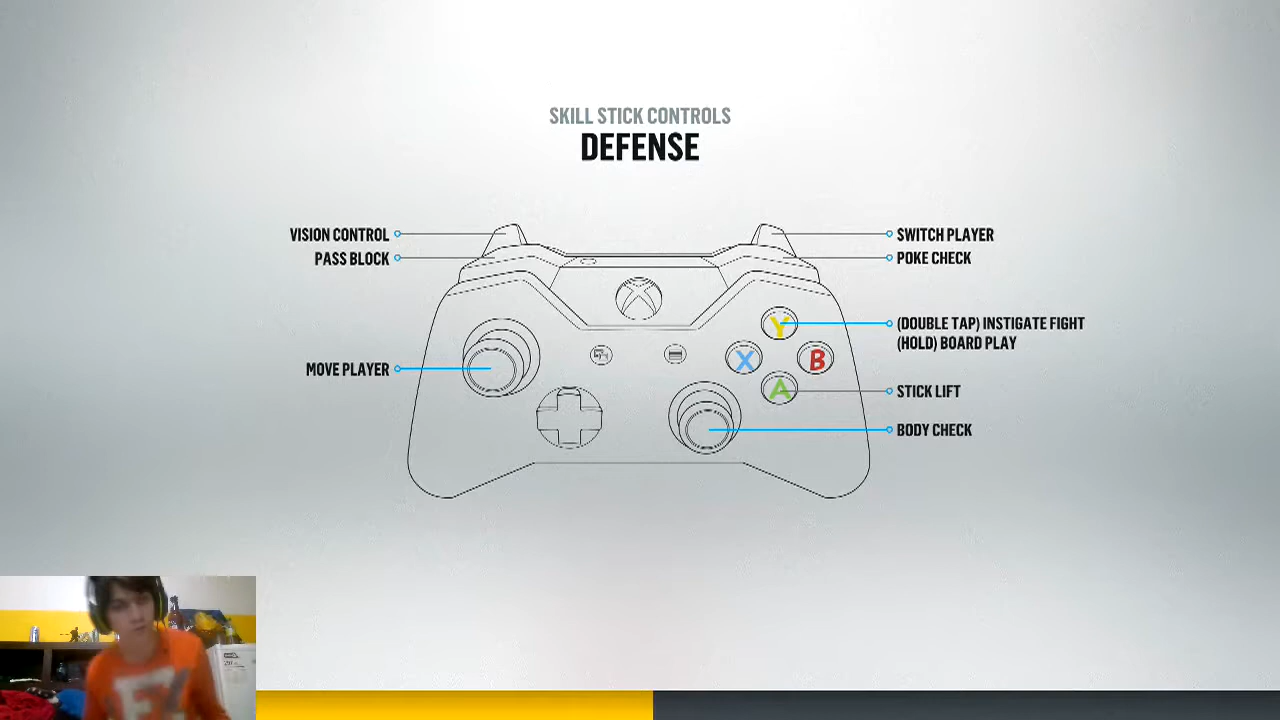 SKILL STICK CONTROLS
DEFENSE
VISION CONTROL
SWITCH PLAYER
PASS BLOCK
POKE CHECK
Y
(DOUBLE TAP) INSTIGATE FIGHT
(HOLD) BOARD PLAY
X
B
MOVE PLAYER
A
STICK LIFT
BODY CHECK